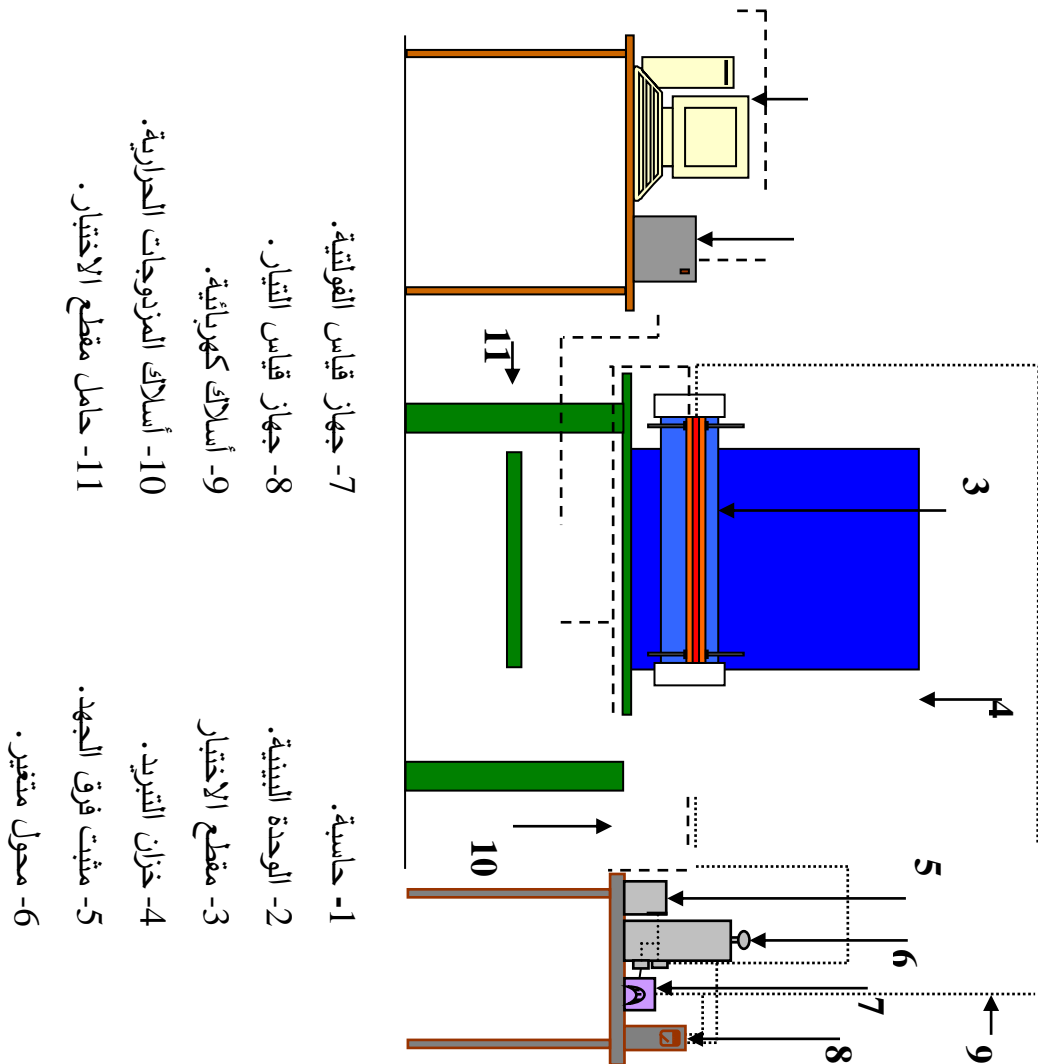 4
3
9
5
6
7
8
11
10
1- حاسبة.
2- الوحدة البينية.
3- مقطع الاختبار
4- خزان التبريد.
5- مثبت فرق الجهد.
6- محول متغير.
7- جهاز قياس الفولتية.
8- جهاز قياس التيار.
9- أسلاك كهربائية.
10- أسلاك المزدوجات الحرارية.
11- حامل مقطع الاختبار.